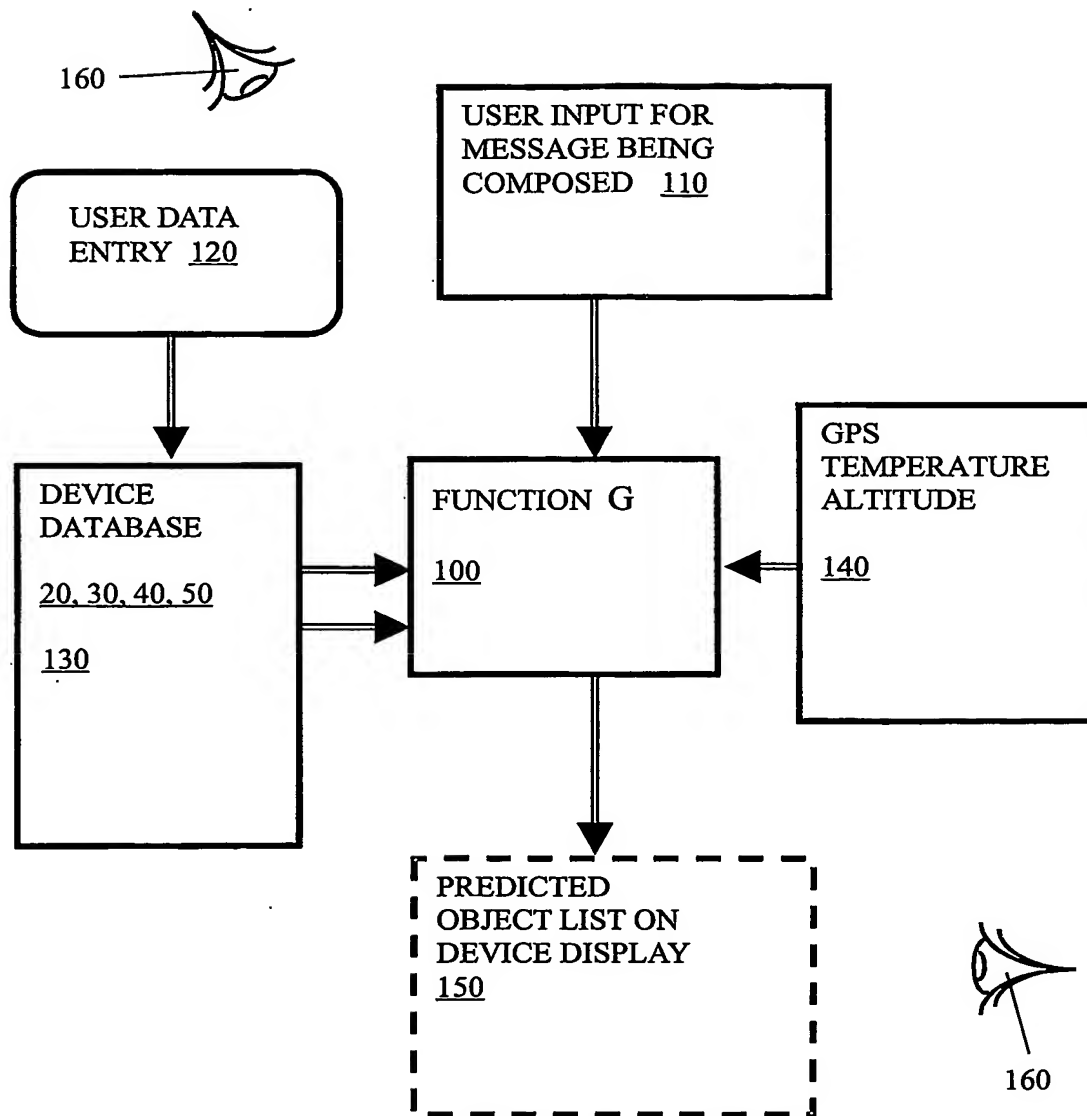 160
USER INPUT FOR
MESSAGE BEING
COMPOSED 110
USER DATA
ENTRY 120
DEVICE
DATABASE
20, 30, 40, 50
130
FUNCTION G
100
GPS
TEMPERATURE
ALTITUDE
140
PREDICTED
OBJECT LIST ON
DEVICE DISPLAY
150
160